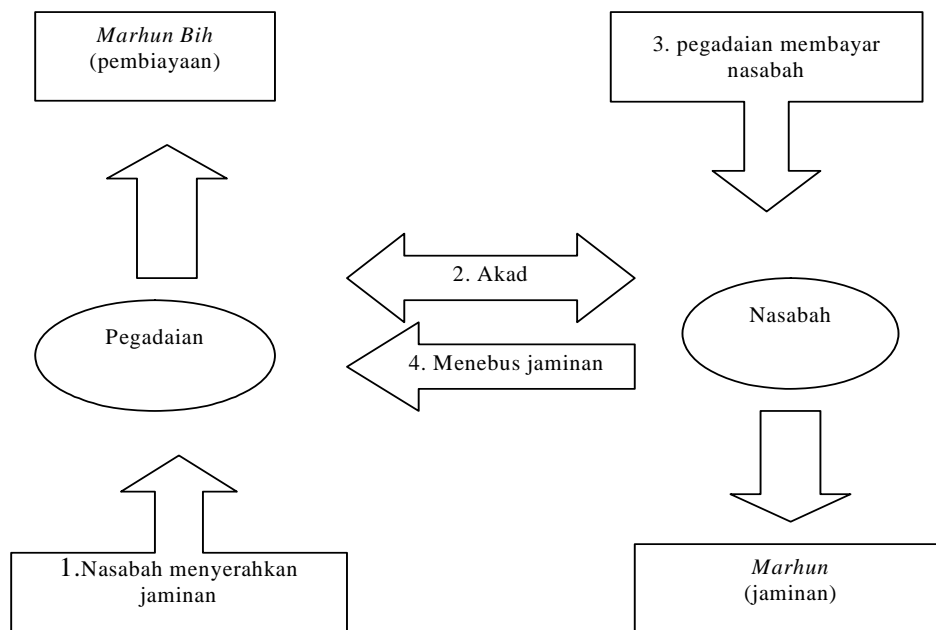 Marhun Bih
(pembiayaan)
3. pegadaian membayar
nasabah
2. Akad
Pegadaian
Nasabah
4. Menebus jaminan
1.Nasabah menyerahkan
jaminan
Marhun
(jaminan)